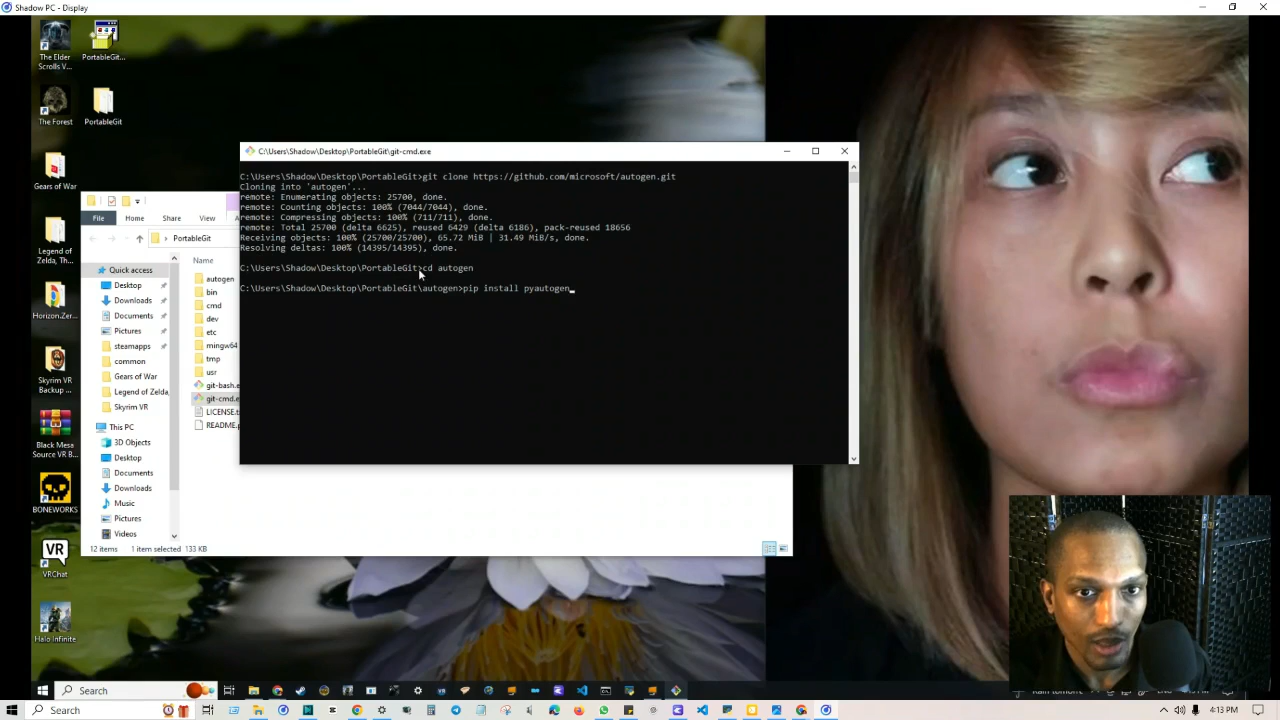 Shadow PC - Display
The Elder
Scrolls V...
PortableGit...
The Forest
PortableGit
Gears of War
Legend of
Zelda, Th...
Horizon.Zer...
Skyrim VR
Backup ...
Black Mesa
Source VR B...
BONEWORKS
VR
VRChat
Halo Infinite
File
Home
Share
View
PortableGit
Quick access
Desktop
Downloads
Documents
Pictures
steamapps
common
Gears of War
Legend of Zelda,
Skyrim VR
This PC
3D Objects
Desktop
Documents
Downloads
Music
Pictures
Videos
Name
autogen
bin
cmd
dev
etc
mingw64
tmp
usr
git-bash.e
git-cmd.e
LICENSE.t
README.p
12 items 1 item selected 133 KB
C:\Users\Shadow\Desktop\PortableGit\git-cmd.exe
C:\Users\Shadow\Desktop\PortableGit>git clone https://github.com/microsoft/autogen.git
Cloning into 'autogen'...
remote: Enumerating objects: 25700, done.
remote: Counting objects: 100% (7044/7044), done.
remote: Compressing objects: 100% (711/711), done.
remote: Total 25700 (delta 6625), reused 6429 (delta 6186), pack-reused 18656
Receiving objects: 100% (25700/25700), 65.72 MiB | 31.49 MiB/s, done.
Resolving deltas: 100% (14395/14395), done.
C:\Users\Shadow\Desktop\PortableGit>cd autogen
C:\Users\Shadow\Desktop\PortableGit\autogen>pip install pyautogen_
Search
Search
4:13 PM